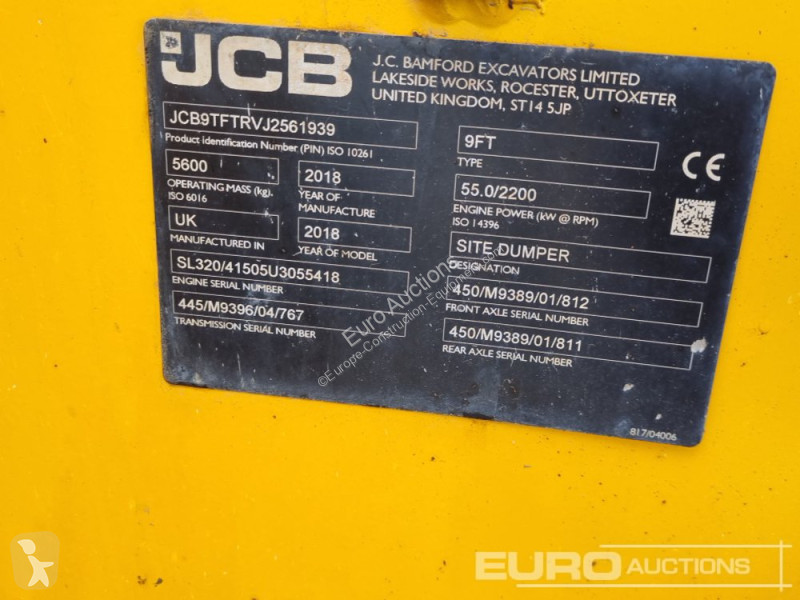 JCB
J.C. BAMFORD EXCAVATORS LIMITED
LAKESIDE WORKS, ROCESTER, UTTOXETER
UNITED KINGDOM, ST14 5JP
JCB9TFTRVJ2561939
Product Identification Number (PIN) ISO 10261
5600
OPERATING MASS (kg).
ISO 6016
2018
YEAR OF
MANUFACTURE
UK
MANUFACTURED IN
2018
YEAR OF MODEL
SL320/41505U3055418
ENGINE SERIAL NUMBER
445/M9396/04/767
TRANSMISSION SERIAL NUMBER
9FT
TYPE
CE
55.0/2200
ENGINE POWER (kW @ RPM)
ISO 14396
SITE DUMPER
DESIGNATION
450/M9389/01/812
FRONT AXLE SERIAL NUMBER
450/M9389/01/811
REAR AXLE SERIAL NUMBER
817/04006
Euro Auctions
©Europe-Construction-Equipment.com
EURO AUCTIONS